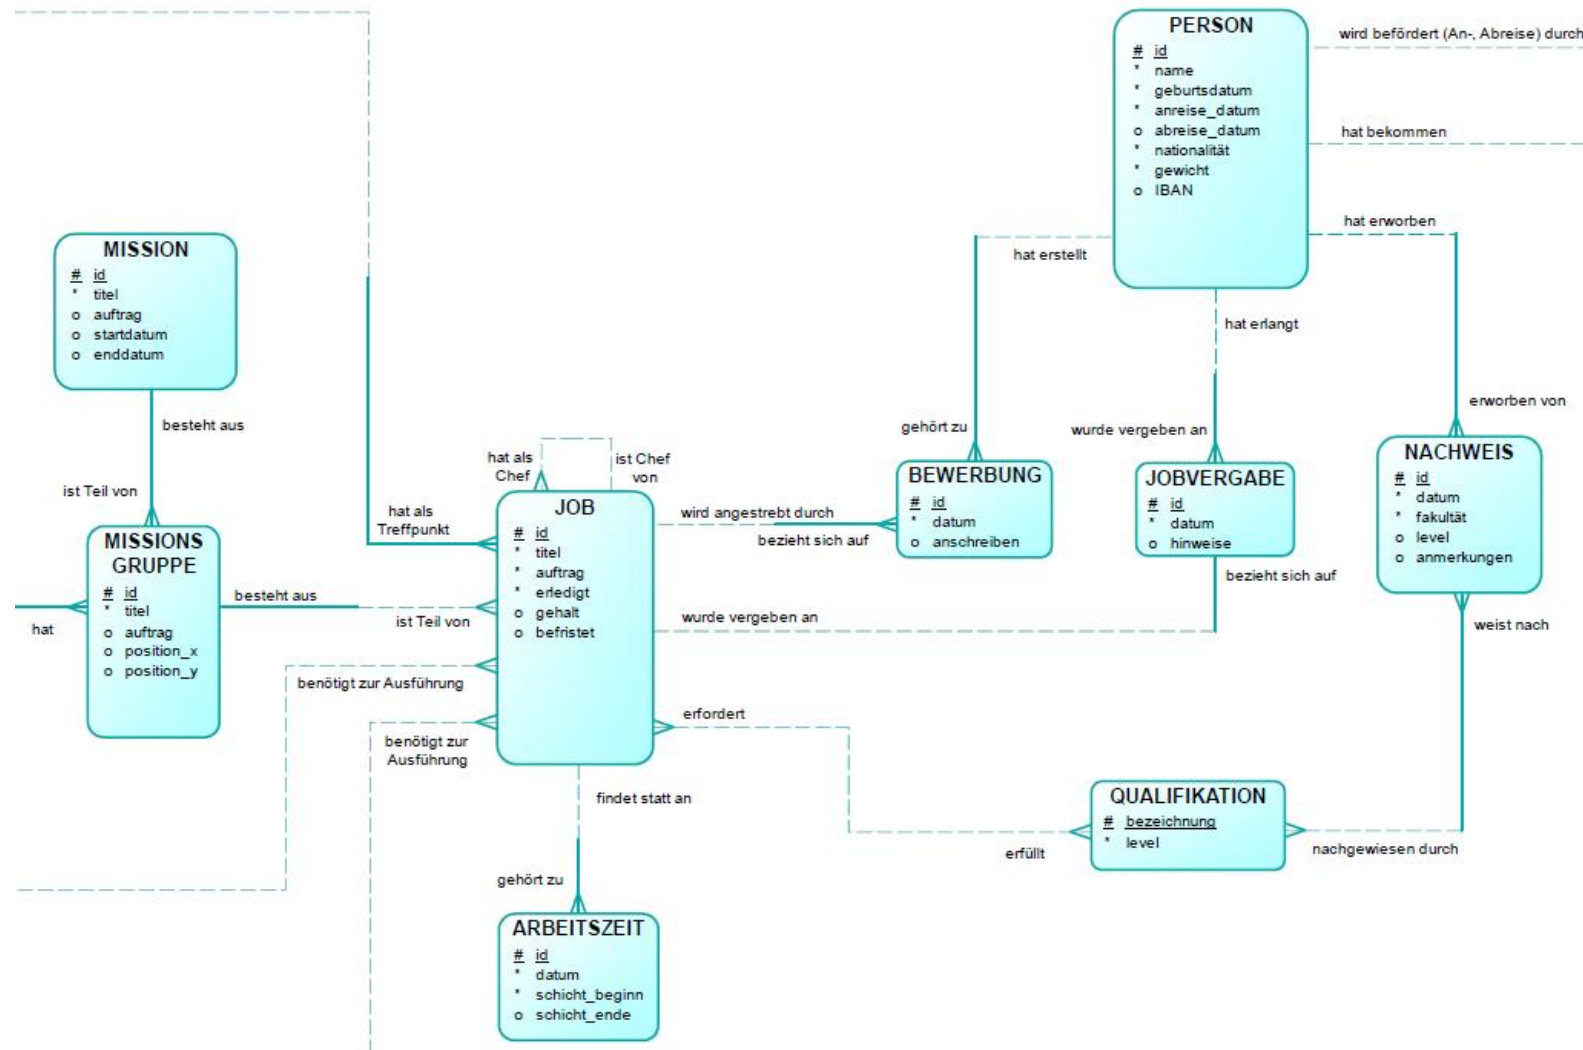 PERSON
# id
* name
* geburtsdatum
* anreise_datum
o abreise_datum
* nationalität
* gewicht
o IBAN
wird befördert (An-, Abreise) durch
hat bekommen
hat erworben
hat erstellt
hat erlangt
MISSION
# id
* titel
o auftrag
o startdatum
o enddatum
besteht aus
ist Teil von
MISSIONS
GRUPPE
# id
* titel
o auftrag
o position_x
o position_y
hat
besteht aus
ist Teil von
hat als
Treffpunkt
hat als
Chef
ist Chef
von
JOB
# id
* titel
* auftrag
* erledigt
o gehalt
o befristet
wird angestrebt durch
bezieht sich auf
gehört zu
BEWERBUNG
# id
* datum
o anschreiben
wurde vergeben an
JOBVERGABE
# id
* datum
o hinweise
bezieht sich auf
wurde vergeben an
erworben von
NACHWEIS
# id
* datum
* fakultät
o level
o anmerkungen
weist nach
benötigt zur Ausführung
benötigt zur
Ausführung
erfordert
erfüllt
QUALIFIKATION
# bezeichnung
* level
nachgewiesen durch
findet statt an
gehört zu
ARBEITSZEIT
# id
* datum
* schicht_beginn
o schicht_ende